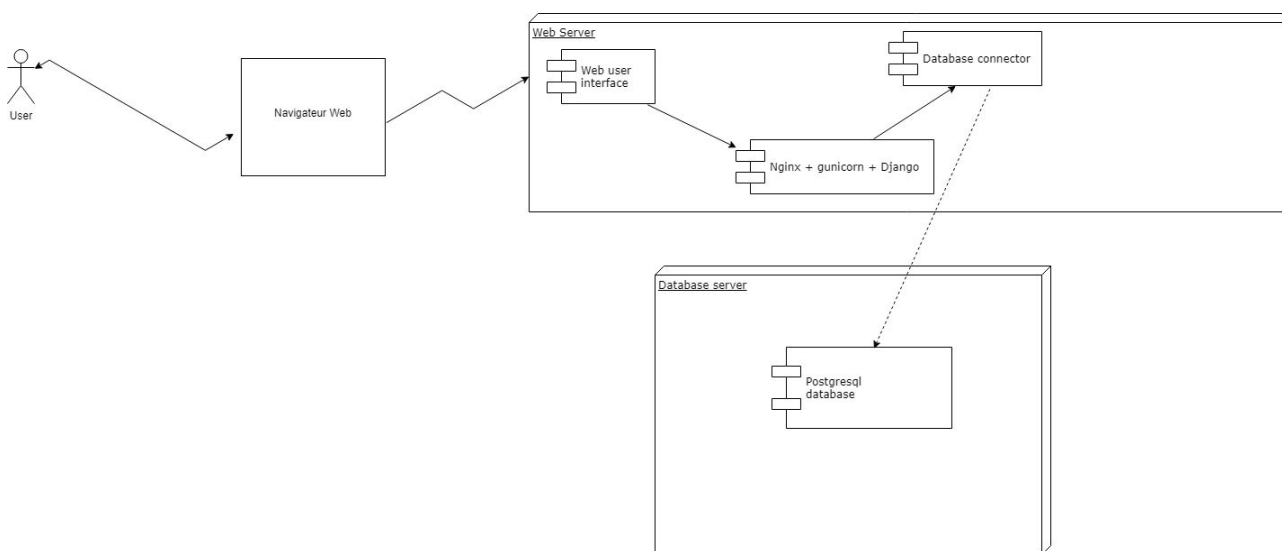 User
Navigateur Web
Web Server
Web user
interface
Database connector
Nginx + gunicorn + Django
Database server
Postgresql
database